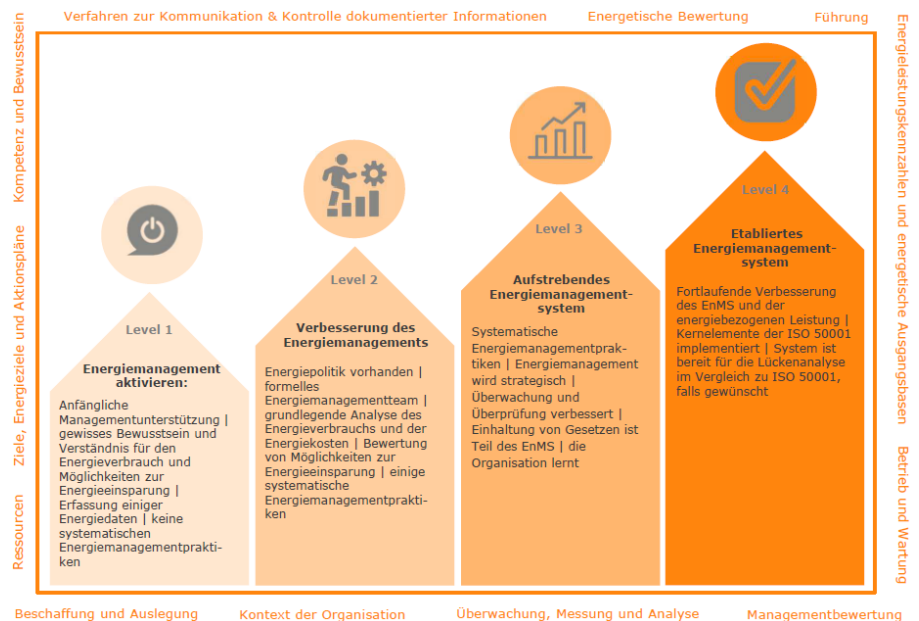 Verfahren zur Kommunikation & Kontrolle dokumentierter Informationen
Energetische Bewertung
Führung
Kompetenz und Bewusstsein
Ziele, Energieziele und Aktionspläne
Ressourcen
Level 1
Energiemanagement
aktivieren:
Anfängliche
Managementunterstützung |
gewisses Bewusstsein und
Verständnis für den
Energieverbrauch und
Möglichkeiten zur
Energieeinsparung |
Erfassung einiger
Energiedaten | keine
systematischen
Energiemanagementprakti-
ken
Level 2
Verbesserung des
Energiemanagements
Energiepolitik vorhanden |
formelles
Energiemanagementteam |
grundlegende Analyse des
Energieverbrauchs und der
Energiekosten | Bewertung
von Möglichkeiten zur
Energieeinsparung | einige
systematische
Energiemanagementprakti-
ken
Level 3
Aufstrebendes
Energiemanagement-
system
Systematische
Energiemanagementprak-
tiken | Energiemanagement
wird strategisch |
Überwachung und
Überprüfung verbessert |
Einhaltung von Gesetzen ist
Teil des EnMS | die
Organisation lernt
Level 4
Etabliertes
Energiemanagement-
system
Fortlaufende Verbesserung
des EnMS und der
energiebezogenen Leistung |
Kernelemente der ISO 50001
implementiert | System ist
bereit für die Lückenanalyse
im Vergleich zu ISO 50001,
falls gewünscht
Energieleistungskennzahlen und energetische Ausgangsbasen
Betrieb und Wartung
Beschaffung und Auslegung
Kontext der Organisation
Überwachung, Messung und Analyse
Managementbewertung